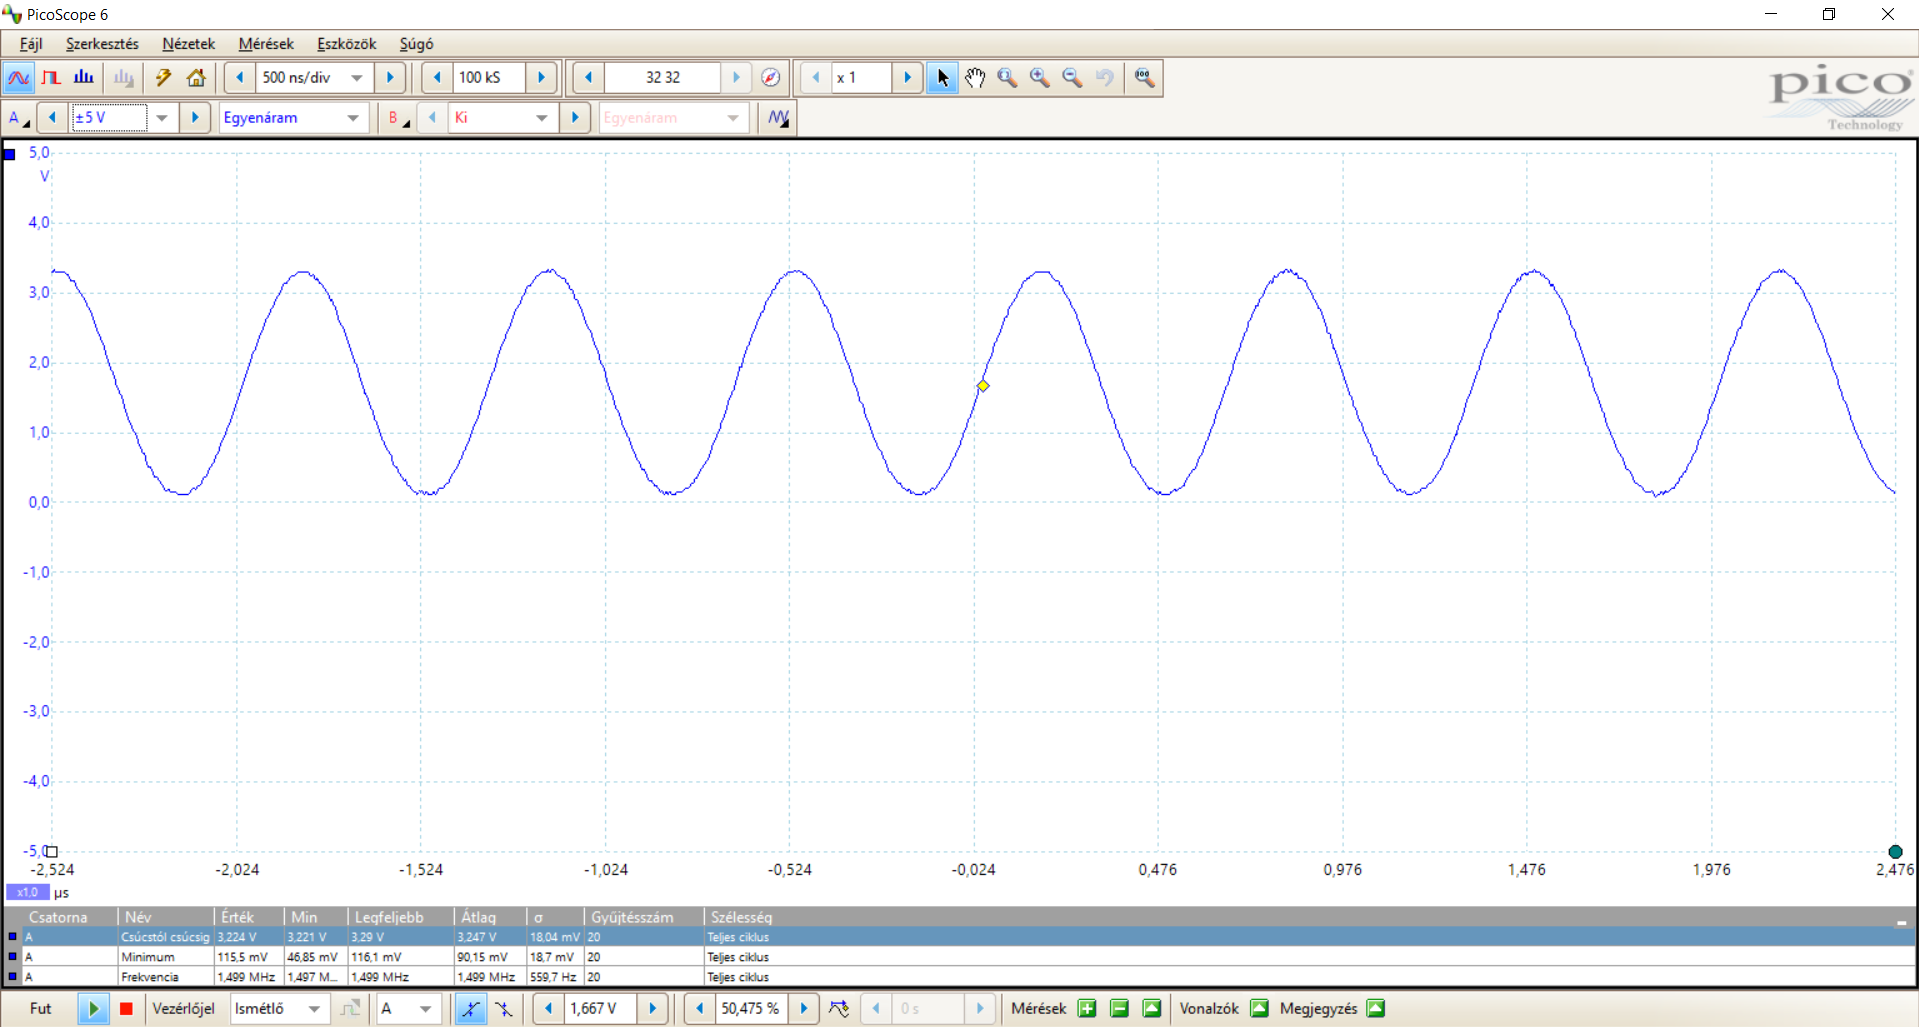 PicoScope 6
Fájl Szerkesztés Nézetek Mérések Eszközök Súgó
500 ns/div 100 kS 32 32 x 1
pico
Technology
A ±5 V Egyenáram B Ki Egyenáram
5,0
V
4,0
3,0
2,0
1,0
0,0
-1,0
-2,0
-3,0
-4,0
-5,0
-2,524 -2,024 -1,524 -1,024 -0,524 -0,024 0,476 0,976 1,476 1,976 2,476
x1.0 µs
Csatorna Név Érték Min Legfeljebb Átlag σ Gyűjtésszám Szélesség
A Csúcstól csúcsig 3,224 V 3,221 V 3,29 V 3,247 V 18,04 mV 20 Teljes ciklus
A Minimum 115,5 mV 46,85 mV 116,1 mV 90,15 mV 18,7 mV 20 Teljes ciklus
A Frekvencia 1,499 MHz 1,497 M... 1,499 MHz 1,499 MHz 559,7 Hz 20 Teljes ciklus
Fut Vezérlőjel Ismétlő A 1,667 V 50,475 % 0 s Mérések Vonalzók Megjegyzés